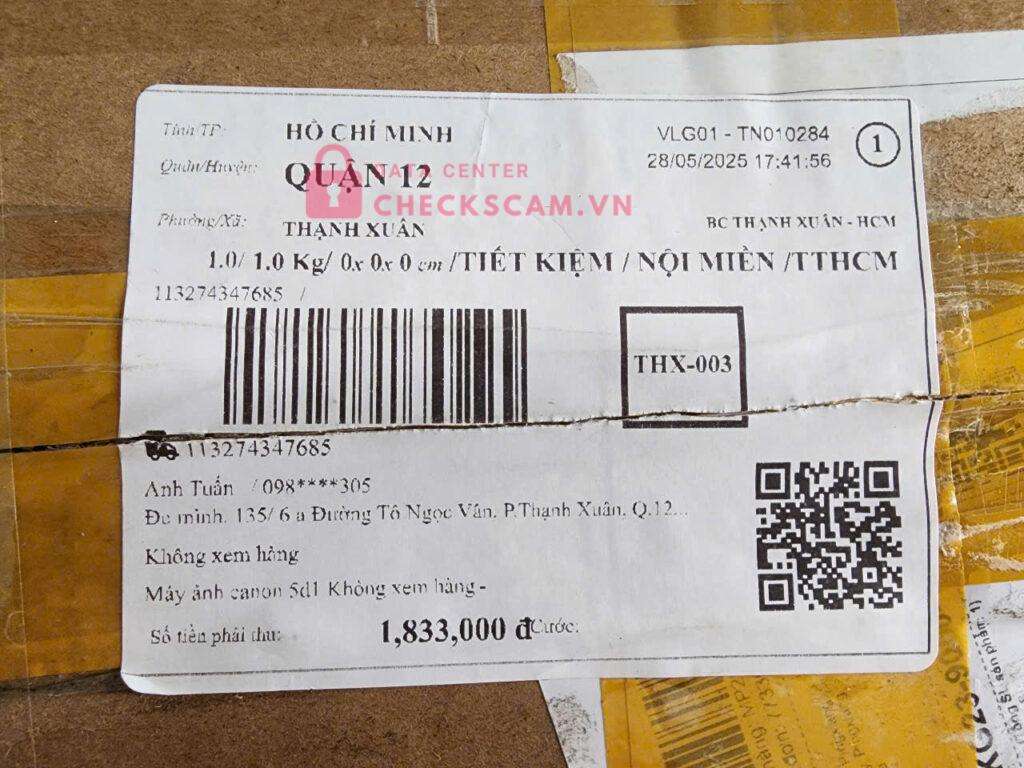 Tỉnh/TP: HỒ CHÍ MINH
VLG01 - TN010284
28/05/2025 17:41:56
1
Quận/Huyện: QUẬN 12
DATA CENTER
CHECKSCAM.VN
Phường/Xã: THẠNH XUÂN
BC THẠNH XUÂN - HCM
1.0/ 1.0 Kg/ 0x 0x 0 cm /TIẾT KIỆM / NỘI MIỀN /TTHCM
113274347685 /
THX-003
113274347685
Anh Tuấn / 098****305
Đc mình. 135/ 6 a Đường Tô Ngọc Vân. P.Thạnh Xuân. Q.12...
Không xem hàng
Máy ảnh canon 5d1 Không xem hàng -
Số tiền phải thu: 1,833,000 đ Cước: